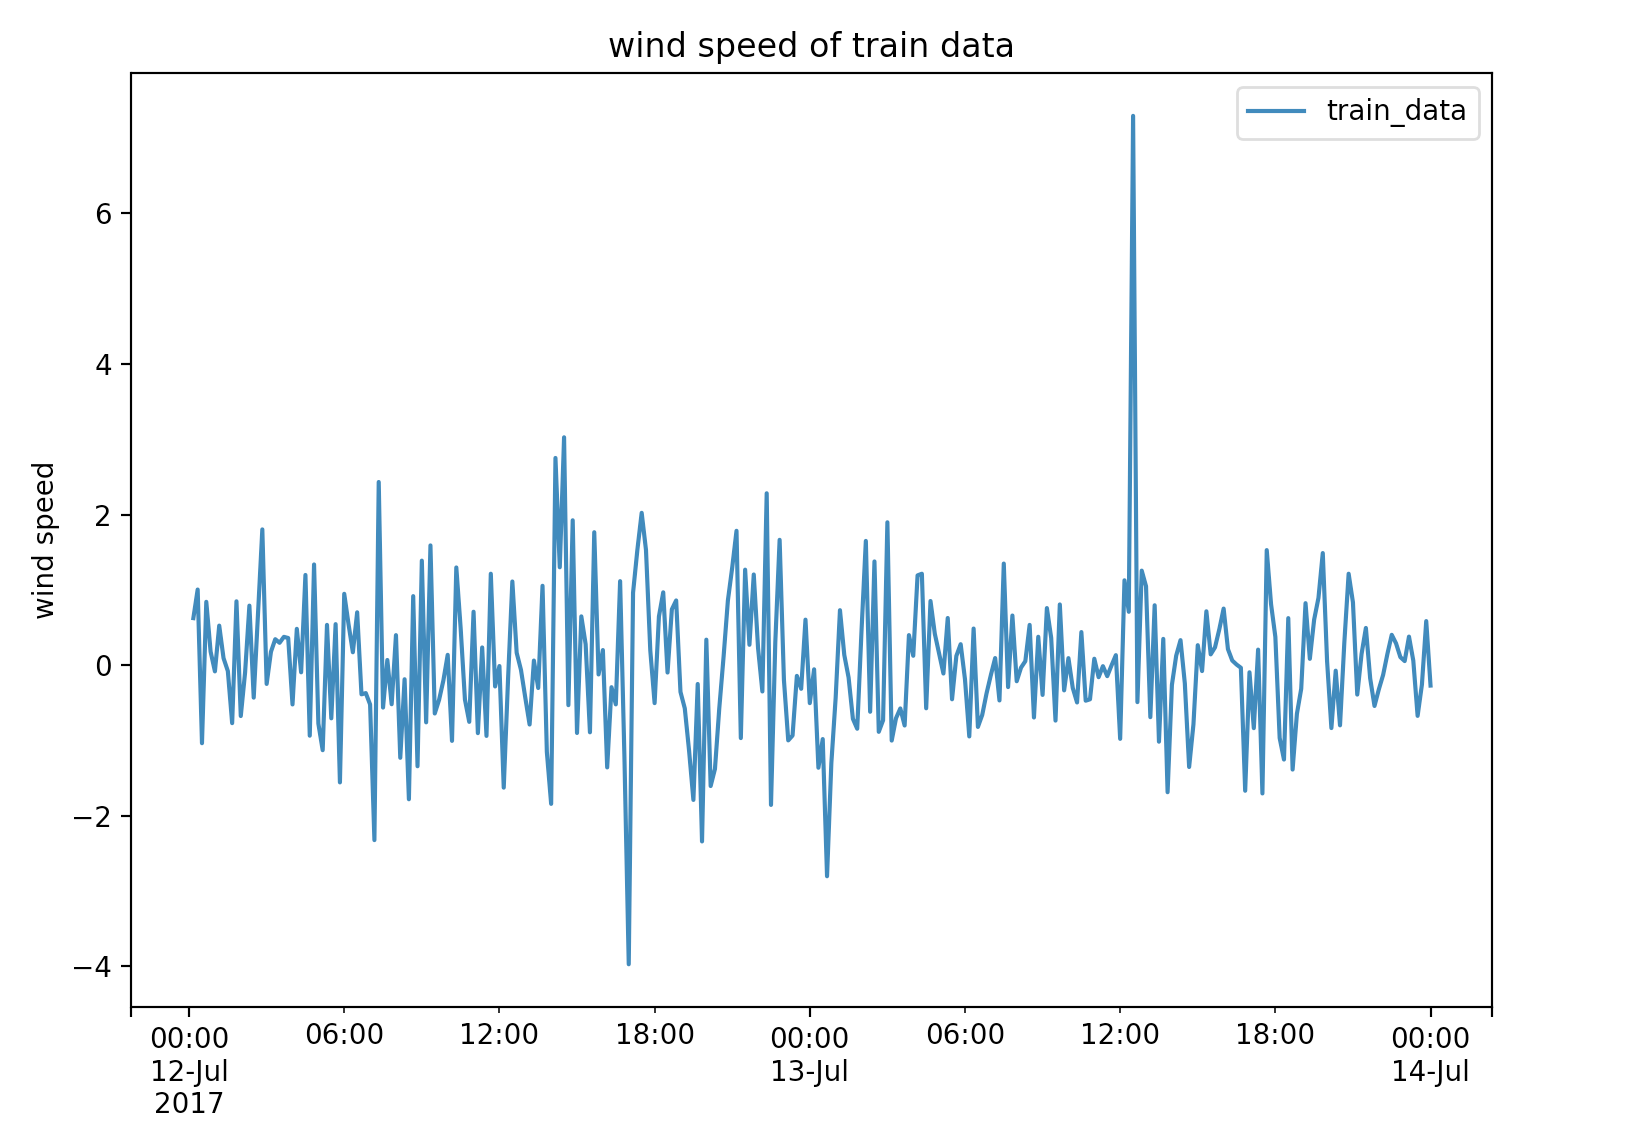 wind speed of train data
train_data
wind speed
6
4
2
0
−2
−4
00:00 06:00 12:00 18:00 00:00 06:00 12:00 18:00 00:00
12-Jul 13-Jul 14-Jul
2017